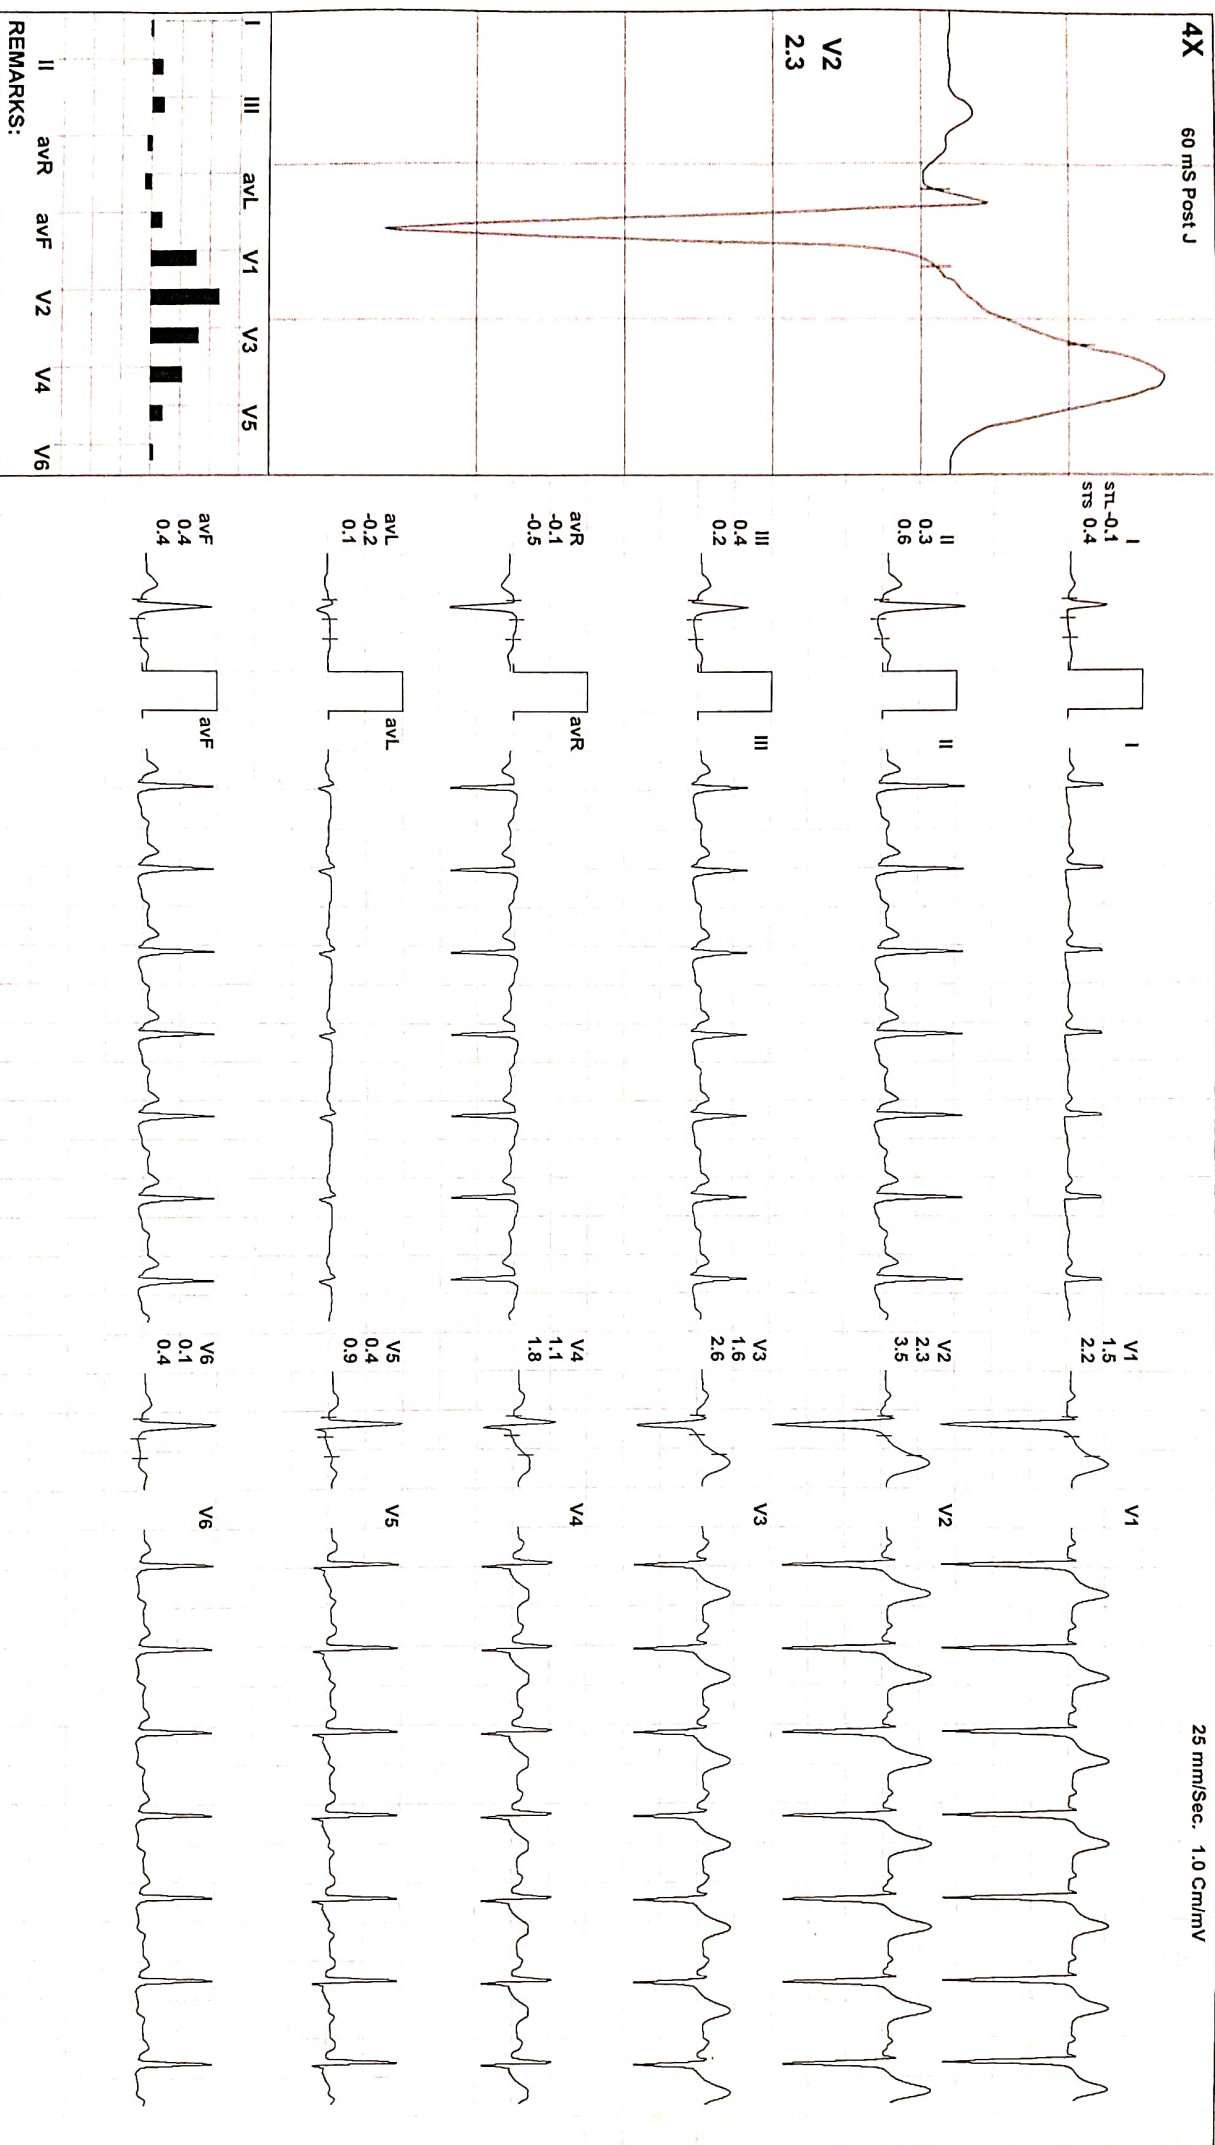 4X
60 mS Post J
25 mm/Sec. 1.0 Cm/mV
V2
2.3
I
STL -0.1
STS 0.4
I
V1
1.5
2.2
V1
II
0.3
0.6
II
V2
2.3
3.5
V2
III
0.4
0.2
III
V3
1.6
2.6
V3
avR
-0.1
-0.5
avR
V4
1.1
1.8
V4
avL
-0.2
0.1
avL
V5
0.4
0.9
V5
avF
0.4
0.4
avF
V6
0.1
0.4
V6
I III avL V1 V3 V5
II avR avF V2 V4 V6
REMARKS: